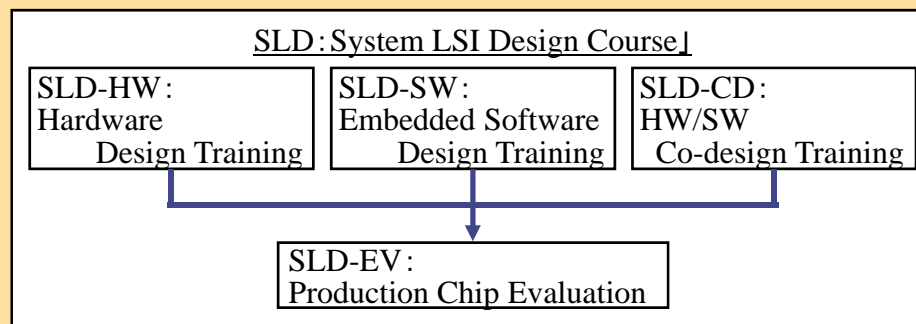 SLD：System LSI Design Course」
SLD-HW：
Hardware
Design Training
SLD-SW：
Embedded Software
Design Training
SLD-CD：
HW/SW
Co-design Training
SLD-EV：
Production Chip Evaluation